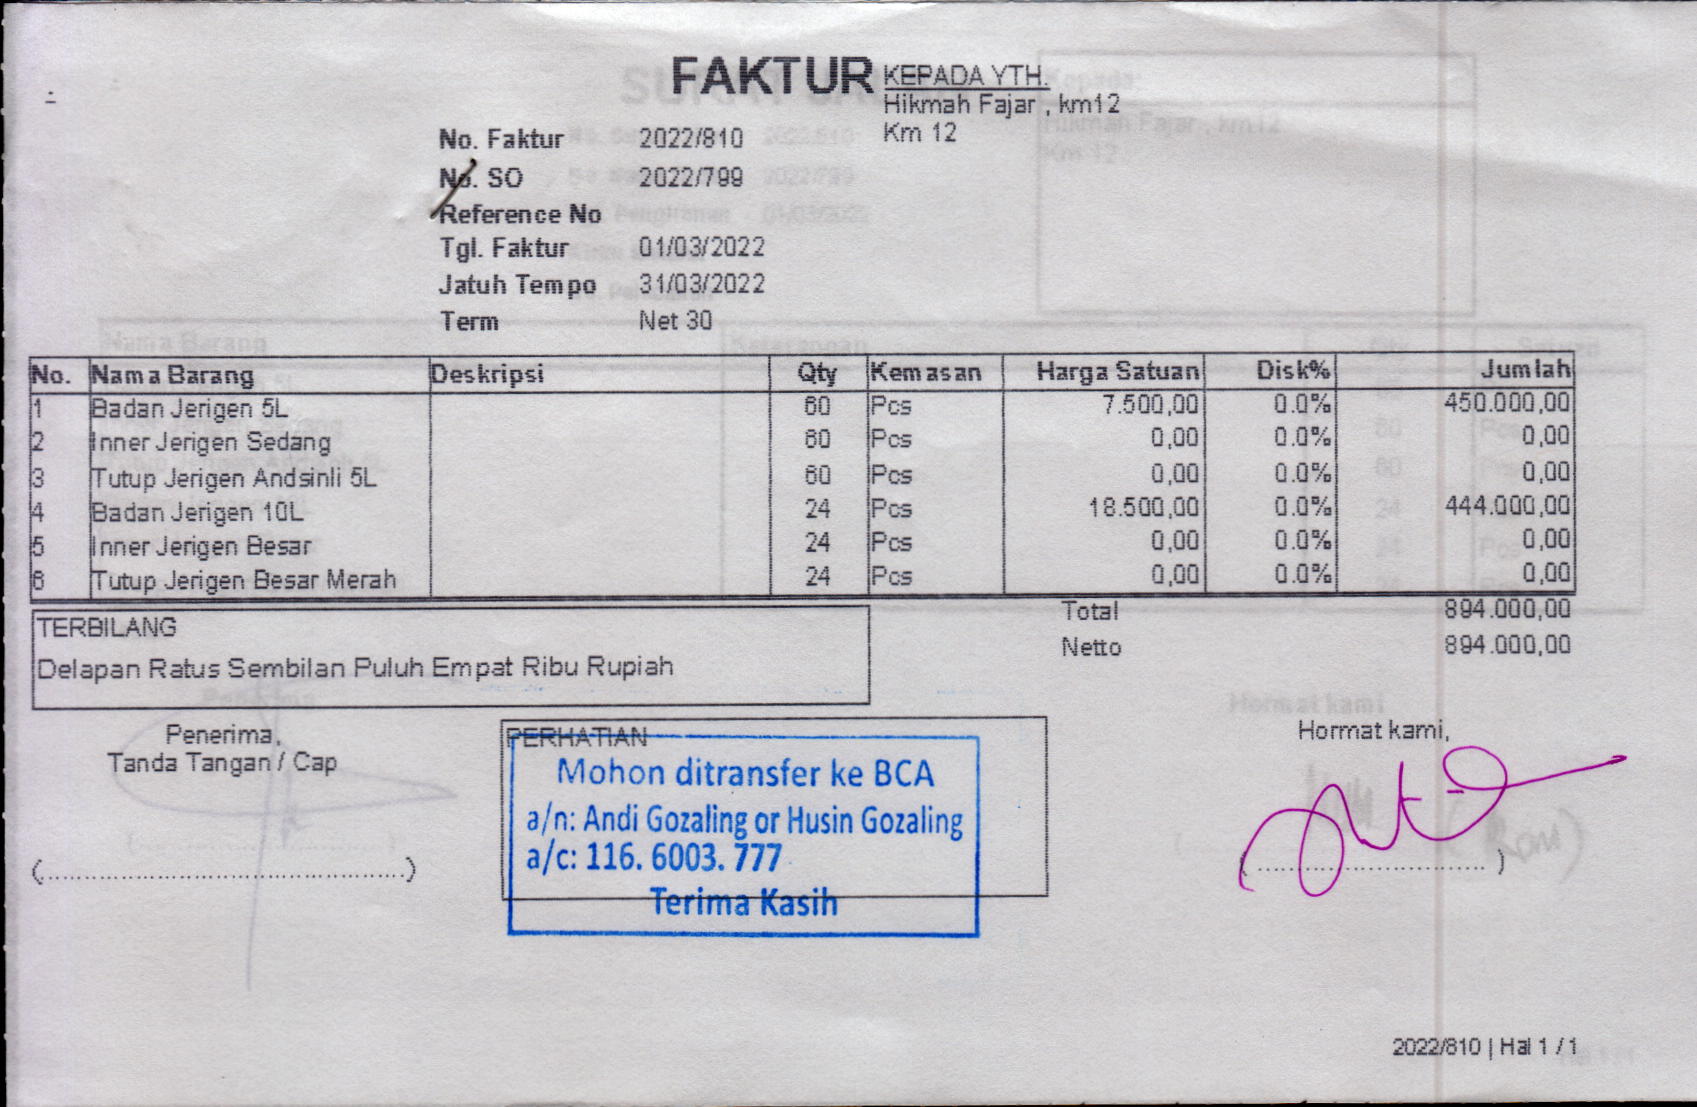 FAKTUR
KEPADA YTH.
Hikmah Fajar , km12
Km 12
No. Faktur 2022/810
No. SO 2022/799
Reference No
Tgl. Faktur 01/03/2022
Jatuh Tempo 31/03/2022
Term Net 30
No. Nama Barang Deskripsi Qty Kemasan Harga Satuan Disk% Jumlah
1 Badan Jerigen 5L 60 Pcs 7.500,00 0.0% 450.000,00
2 Inner Jerigen Sedang 60 Pcs 0,00 0.0% 0,00
3 Tutup Jerigen Andsinli 5L 60 Pcs 0,00 0.0% 0,00
4 Badan Jerigen 10L 24 Pcs 18.500,00 0.0% 444.000,00
5 Inner Jerigen Besar 24 Pcs 0,00 0.0% 0,00
6 Tutup Jerigen Besar Merah 24 Pcs 0,00 0.0% 0,00
Total 894.000,00
Netto 894.000,00
TERBILANG
Delapan Ratus Sembilan Puluh Empat Ribu Rupiah
Penerima,
Tanda Tangan / Cap
(..........................................)
PERHATIAN
Mohon ditransfer ke BCA
a/n: Andi Gozaling or Husin Gozaling
a/c: 116. 6003. 777
Terima Kasih
Hormat kami,
(............................)
2022/810 | Hal 1 / 1